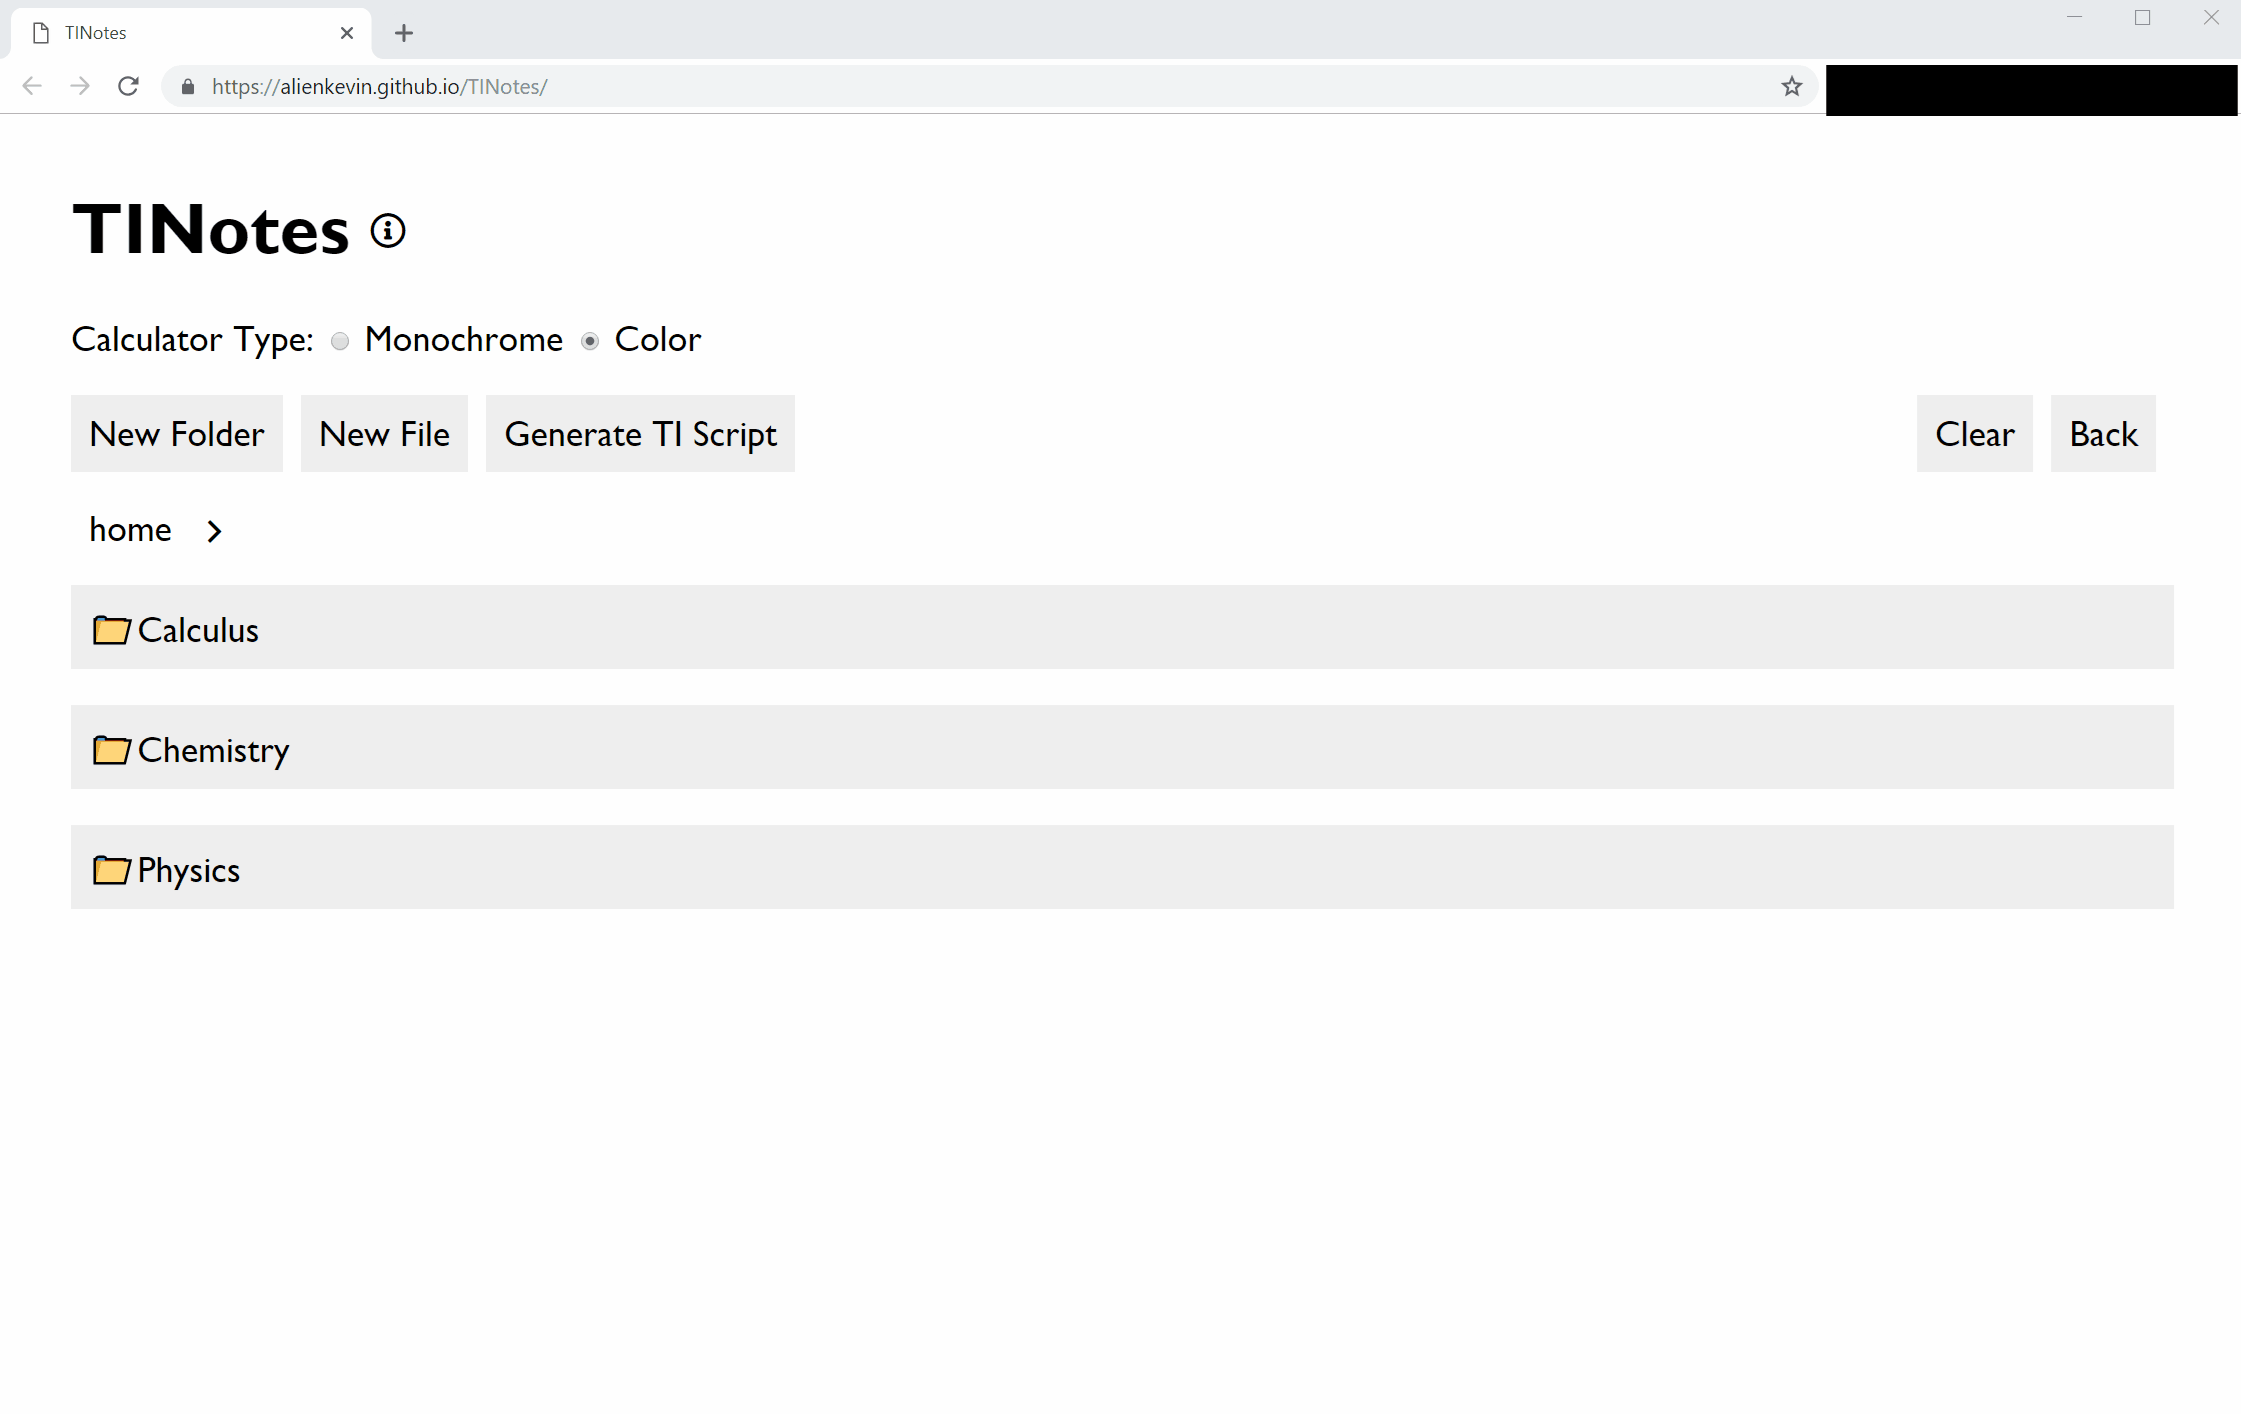 TINotes
https://alienkevin.github.io/TINotes/
TINotes
Calculator Type: Monochrome Color
New Folder New File Generate TI Script Clear Back
home
Calculus
Chemistry
Physics